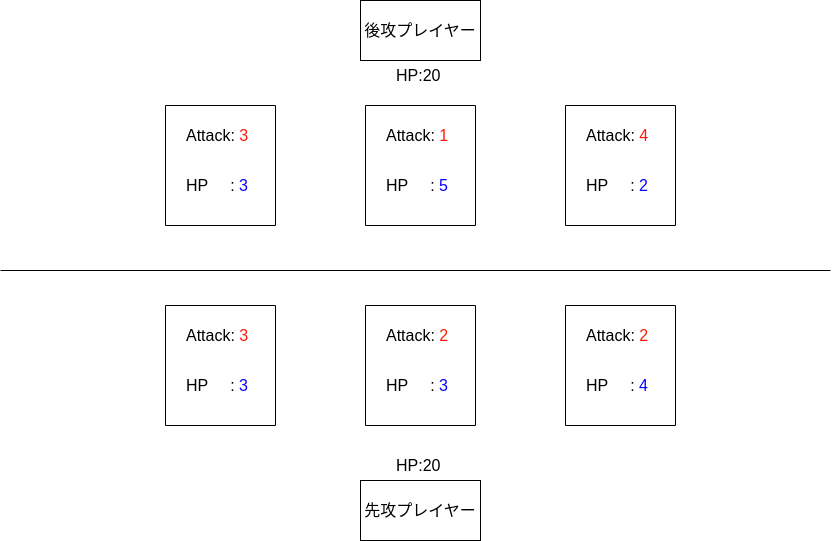 後攻プレイヤー
HP:20
Attack: 3
HP : 3
Attack: 1
HP : 5
Attack: 4
HP : 2
Attack: 3
HP : 3
Attack: 2
HP : 3
Attack: 2
HP : 4
HP:20
先攻プレイヤー